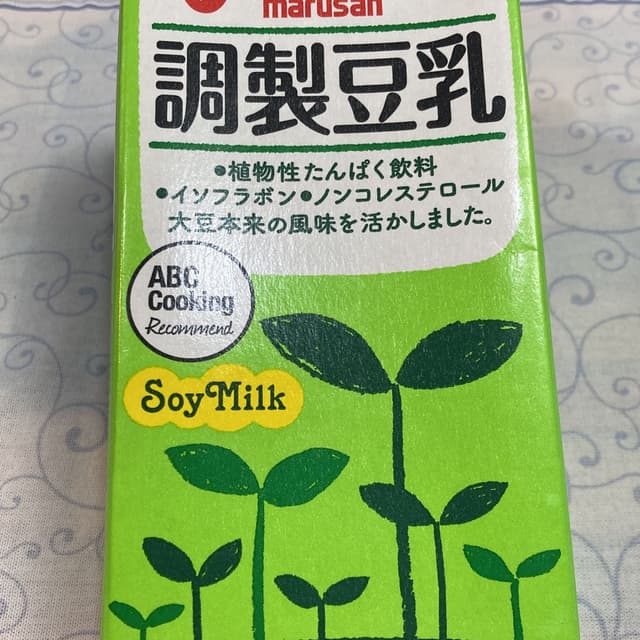 marusan
調製豆乳
●植物性たんぱく飲料
●イソフラボン●ノンコレステロール
大豆本来の風味を活かしました。
ABC
Cooking
Recommend
Soy Milk